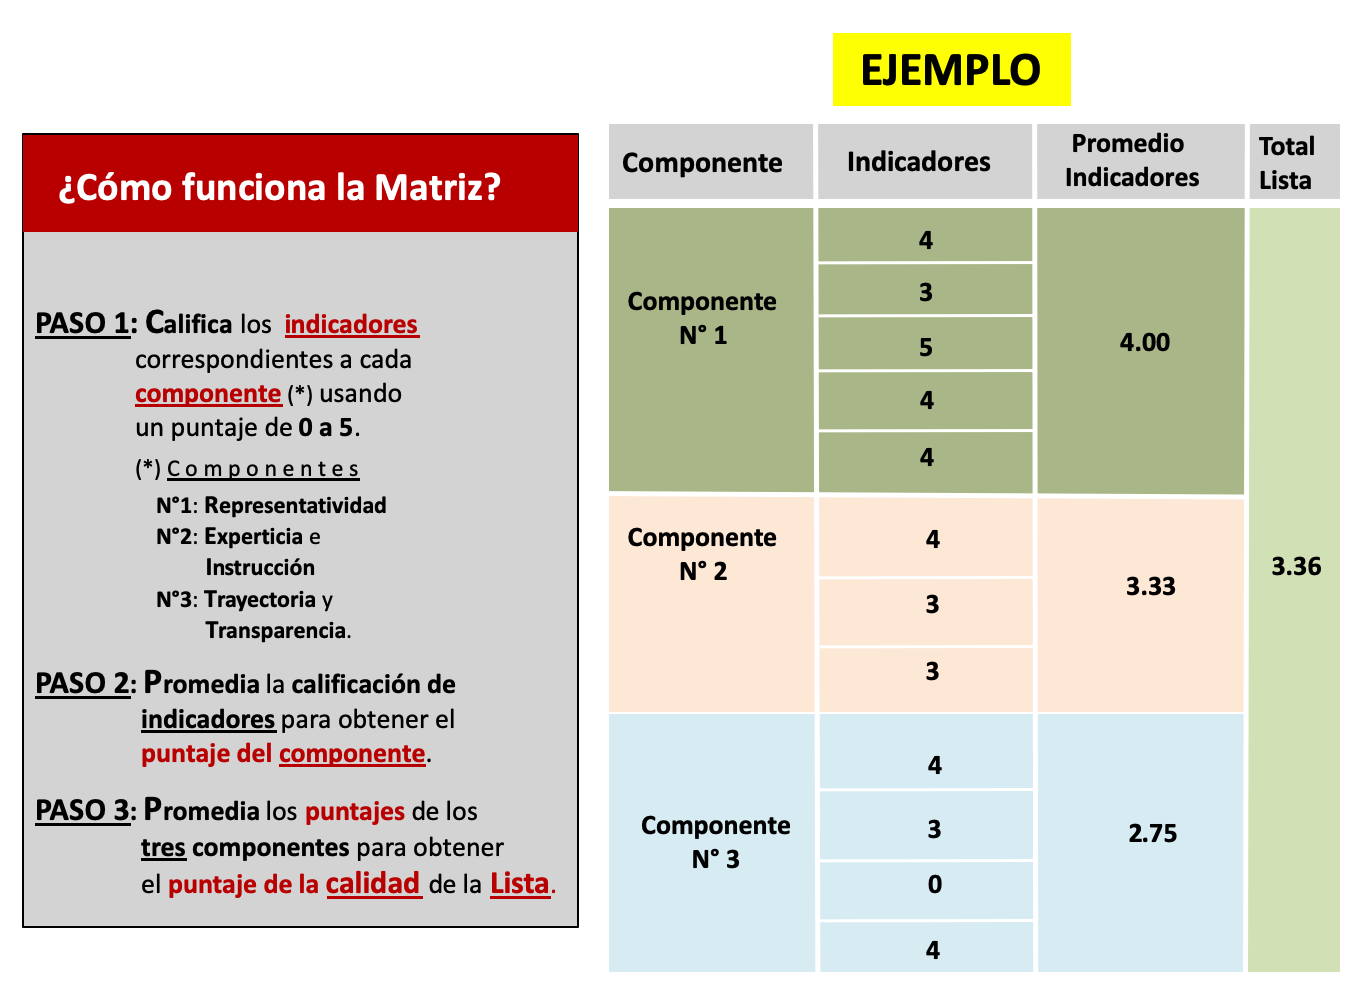 EJEMPLO
¿Cómo funciona la Matriz?
PASO 1: Califica los indicadores
correspondientes a cada
componente (*) usando
un puntaje de 0 a 5.
(*) Componentes
N°1: Representatividad
N°2: Experticia e
Instrucción
N°3: Trayectoria y
Transparencia.
PASO 2: Promedia la calificación de
indicadores para obtener el
puntaje del componente.
PASO 3: Promedia los puntajes de los
tres componentes para obtener
el puntaje de la calidad de la Lista.
Componente Indicadores Promedio Indicadores Total Lista
Componente N° 1
4
3
5
4
4
4.00
Componente N° 2
4
3
3
3.33
Componente N° 3
4
3
0
4
2.75
3.36